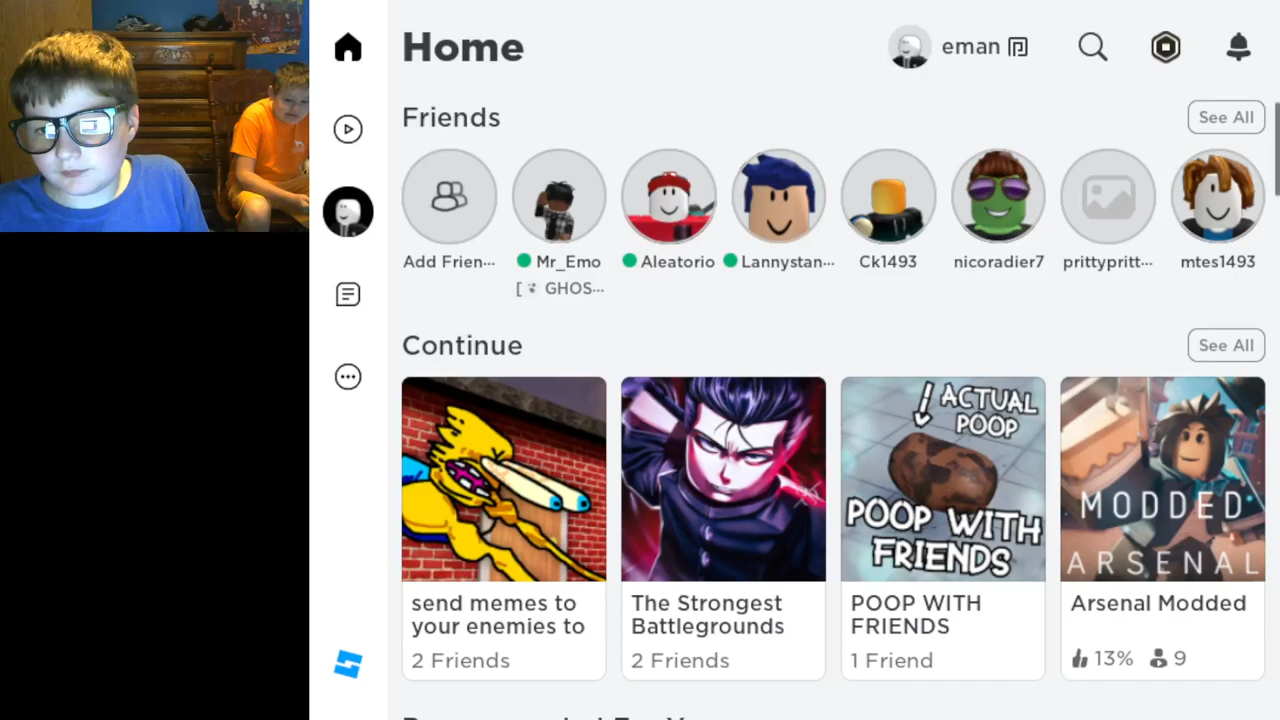 Home
eman
Friends
See All
Add Frien...
Mr_Emo
[ GHOS...
Aleatorio
Lannystan...
Ck1493
nicoradier7
prittypritt...
mtes1493
Continue
See All
ACTUAL
POOP
POOP WITH
FRIENDS
MODDED
ARSENAL
send memes to
your enemies to
2 Friends
The Strongest
Battlegrounds
2 Friends
POOP WITH
FRIENDS
1 Friend
Arsenal Modded
13%
9